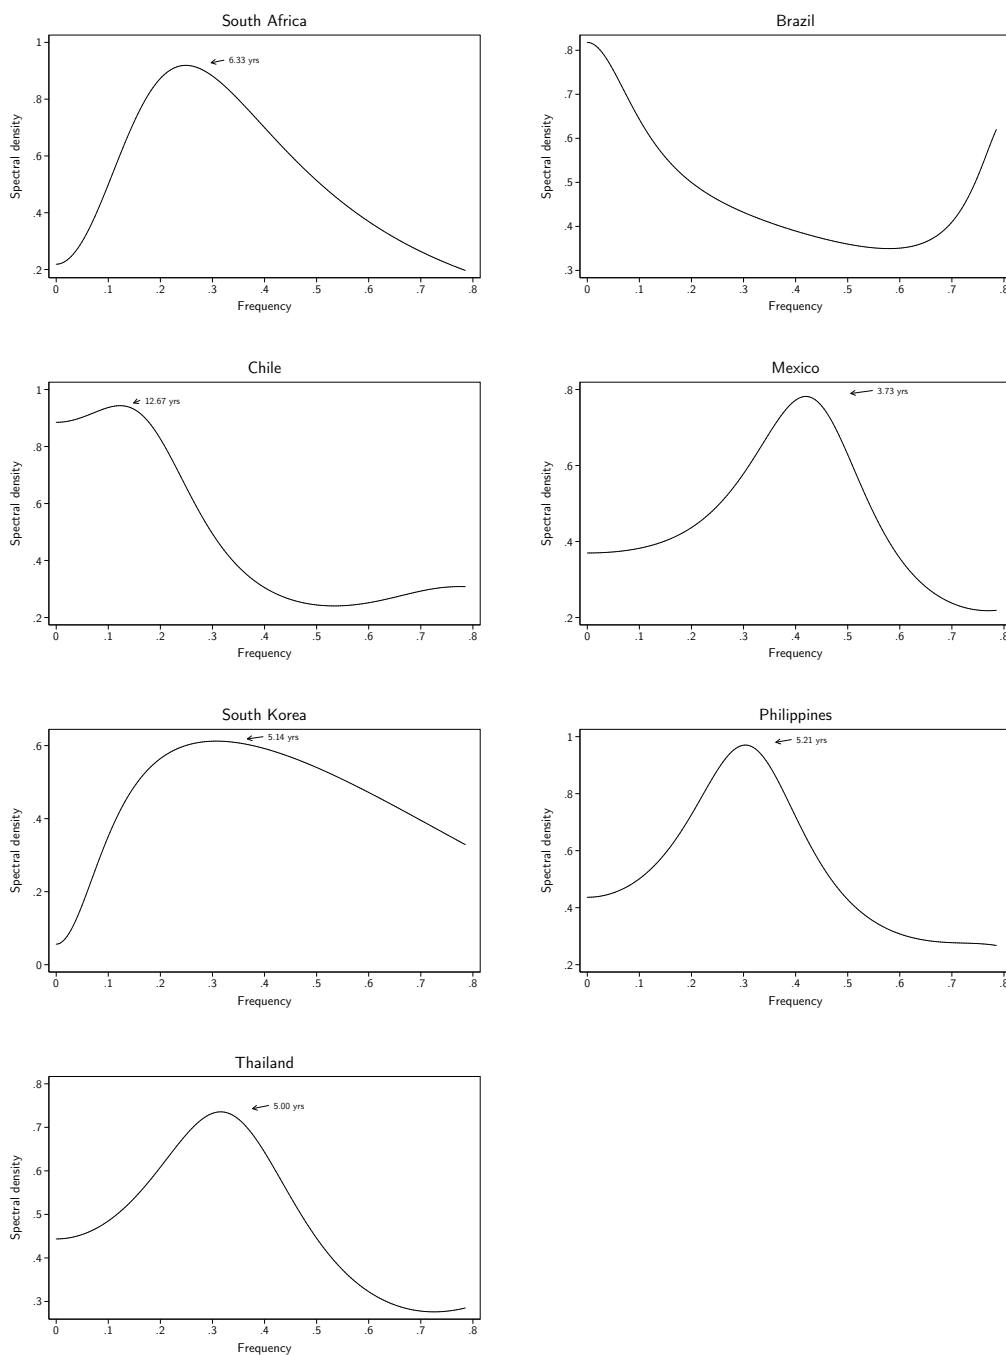 South Africa
6.33 yrs
1
.8
.6
.4
.2
Spectral density
0 .1 .2 .3 .4 .5 .6 .7 .8
Frequency
Brazil
.8
.7
.6
.5
.4
.3
Spectral density
0 .1 .2 .3 .4 .5 .6 .7 .8
Frequency
Chile
12.67 yrs
1
.8
.6
.4
.2
Spectral density
0 .1 .2 .3 .4 .5 .6 .7 .8
Frequency
Mexico
3.73 yrs
.8
.6
.4
.2
Spectral density
0 .1 .2 .3 .4 .5 .6 .7 .8
Frequency
South Korea
5.14 yrs
.6
.4
.2
0
Spectral density
0 .1 .2 .3 .4 .5 .6 .7 .8
Frequency
Philippines
5.21 yrs
1
.8
.6
.4
.2
Spectral density
0 .1 .2 .3 .4 .5 .6 .7 .8
Frequency
Thailand
5.00 yrs
.8
.7
.6
.5
.4
.3
Spectral density
0 .1 .2 .3 .4 .5 .6 .7 .8
Frequency